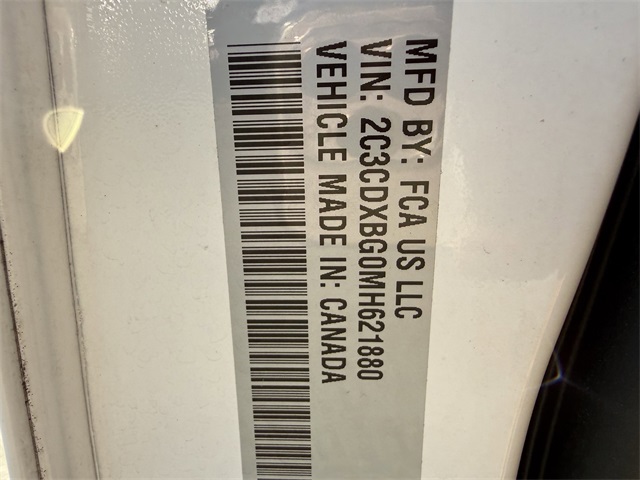 MFD BY: FCA US LLC
VIN: 2C3CDXBG0MH621880
VEHICLE MADE IN: CANADA